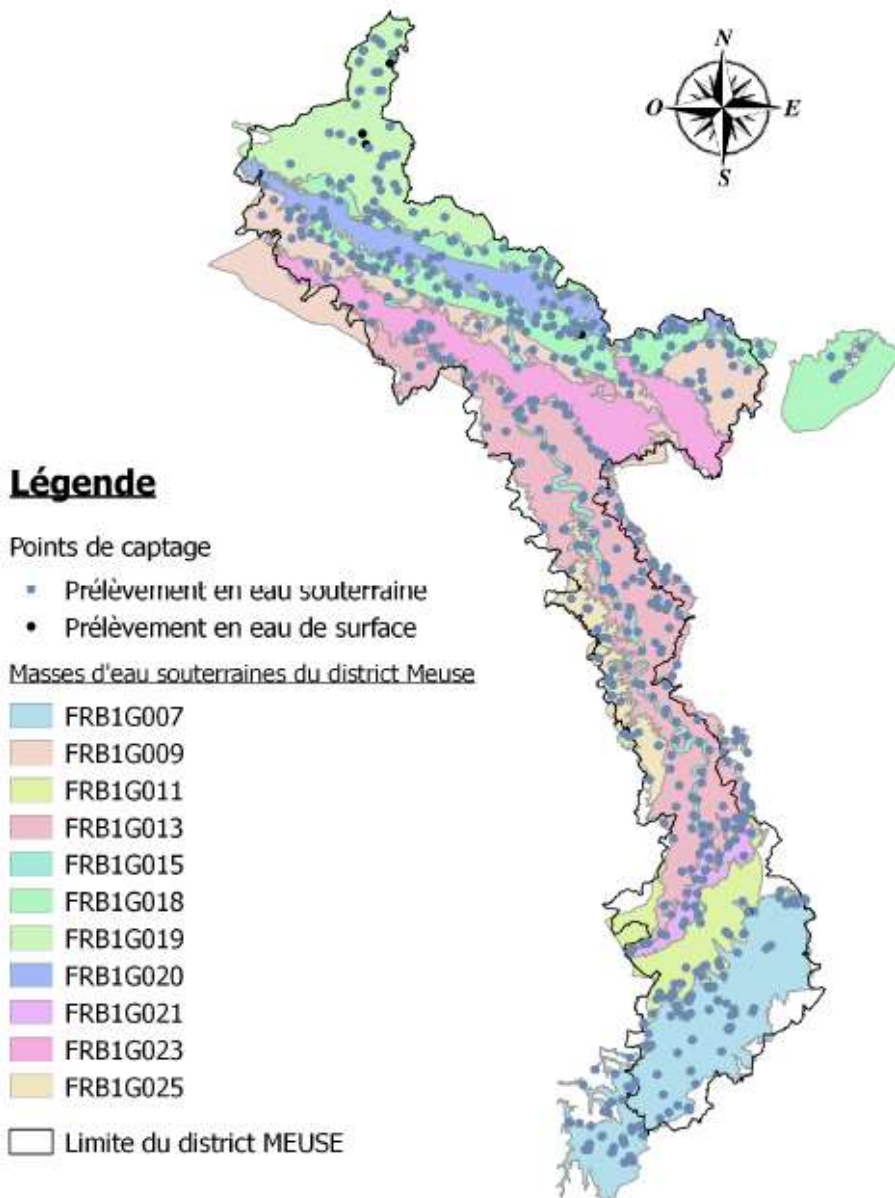 N
O E
S
Légende
Points de captage
Prélèvement en eau souterraine
Prélèvement en eau de surface
Masses d'eau souterraines du district Meuse
FRB1G007
FRB1G009
FRB1G011
FRB1G013
FRB1G015
FRB1G018
FRB1G019
FRB1G020
FRB1G021
FRB1G023
FRB1G025
Limite du district MEUSE